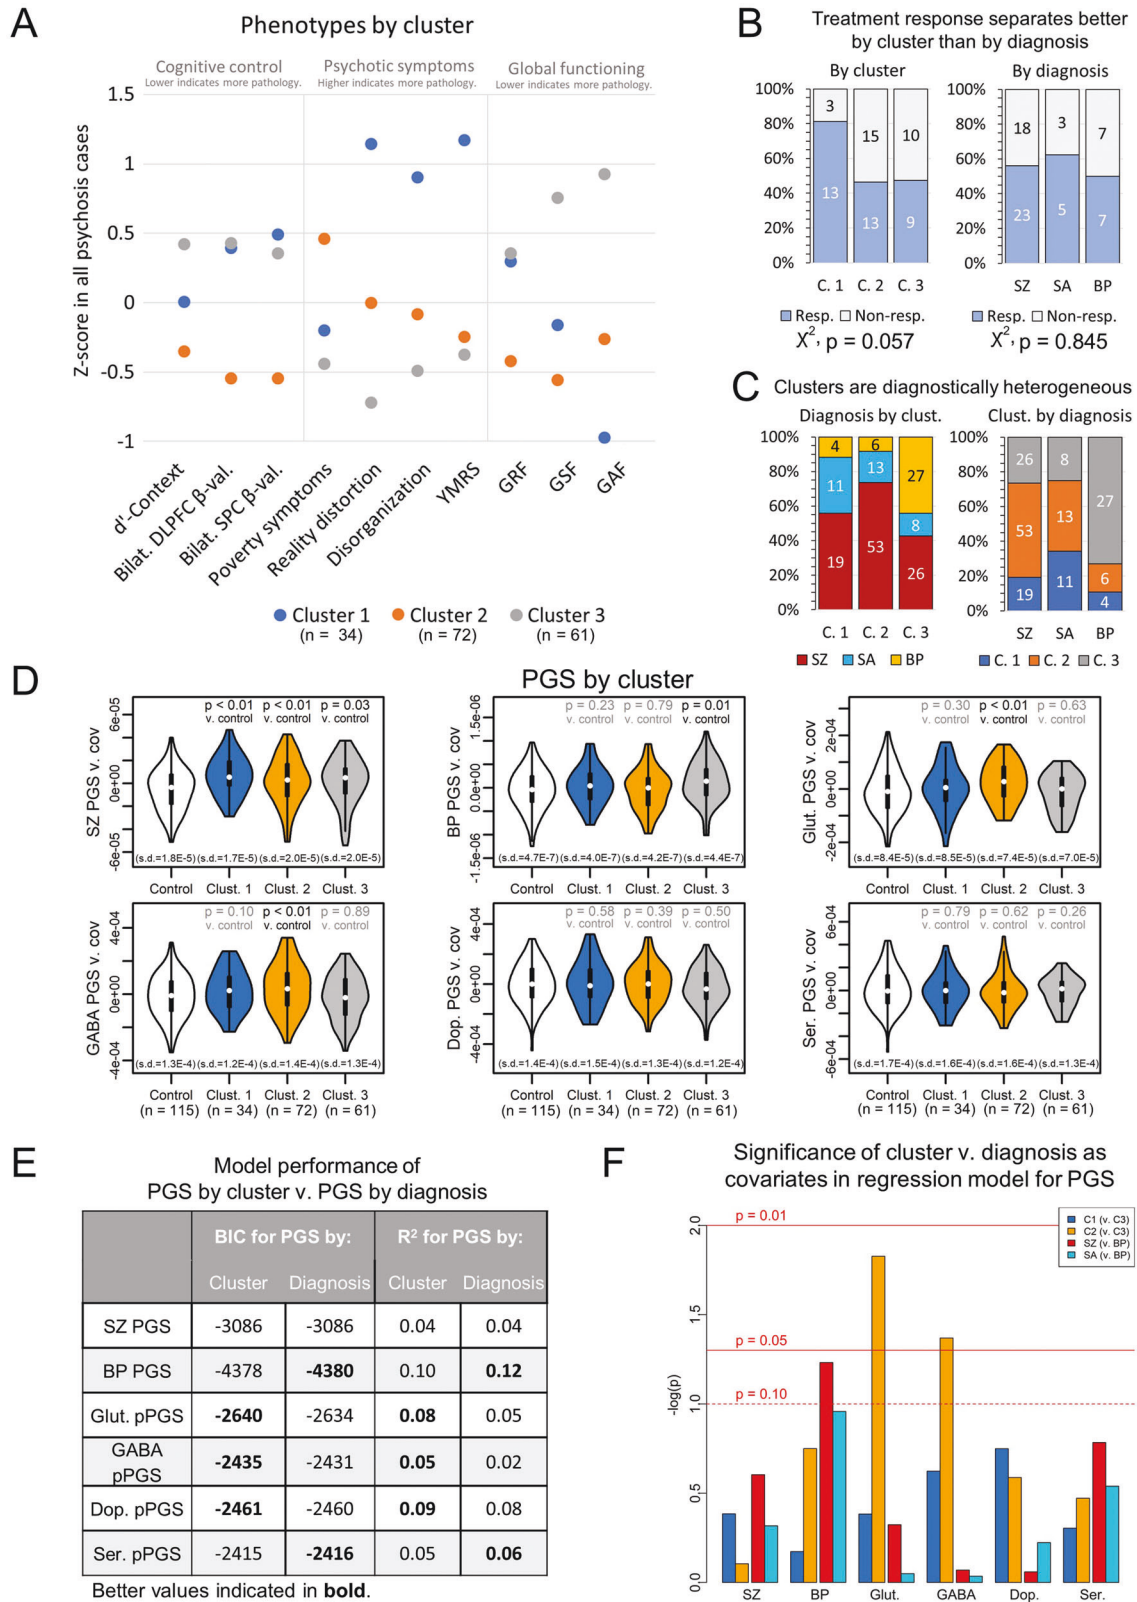 A
Phenotypes by cluster
Cognitive control
Lower indicates more pathology.
Psychotic symptoms
Higher indicates more pathology.
Global functioning
Lower indicates more pathology.
Z-score in all psychosis cases
1.5
1
0.5
0
-0.5
-1
d'-Context
Bilat. DLPFC β-val.
Bilat. SPC β-val.
Poverty symptoms
Reality distortion
Disorganization
YMRS
GRF
GSF
GAF
Cluster 1 Cluster 2 Cluster 3
(n = 34) (n = 72) (n = 61)
B
Treatment response separates better
by cluster than by diagnosis
By cluster
100%
80%
60%
40%
20%
0%
3 15 10
13 13 9
C. 1 C. 2 C. 3
Resp. Non-resp.
X², p = 0.057
By diagnosis
100%
80%
60%
40%
20%
0%
18 3 7
23 5 7
SZ SA BP
Resp. Non-resp.
X², p = 0.845
C
Clusters are diagnostically heterogeneous
Diagnosis by clust.
100%
80%
60%
40%
20%
0%
4 6 27
11 13 8
19 53 26
C. 1 C. 2 C. 3
SZ SA BP
Clust. by diagnosis
100%
80%
60%
40%
20%
0%
26 8 27
53 13 6
19 11 4
SZ SA BP
C. 1 C. 2 C. 3
D
PGS by cluster
SZ PGS v. cov
6e-05
0e+00
-6e-05
p < 0.01 p < 0.01 p = 0.03
v. control v. control v. control
(s.d.=1.8E-5) (s.d.=1.7E-5) (s.d.=2.0E-5) (s.d.=2.0E-5)
Control Clust. 1 Clust. 2 Clust. 3
BP PGS v. cov
1.5e-06
0e+00
-1.5e-06
p = 0.23 p = 0.79 p = 0.01
v. control v. control v. control
(s.d.=4.7E-7) (s.d.=4.0E-7) (s.d.=4.2E-7) (s.d.=4.4E-7)
Control Clust. 1 Clust. 2 Clust. 3
Glut. PGS v. cov
2e-04
0e+00
-2e-04
p = 0.30 p < 0.01 p = 0.63
v. control v. control v. control
(s.d.=8.4E-5) (s.d.=8.5E-5) (s.d.=7.4E-5) (s.d.=7.0E-5)
Control Clust. 1 Clust. 2 Clust. 3
GABA PGS v. cov
4e-04
0e+00
-4e-04
p = 0.10 p < 0.01 p = 0.89
v. control v. control v. control
(s.d.=1.3E-4) (s.d.=1.2E-4) (s.d.=1.4E-4) (s.d.=1.3E-4)
Control Clust. 1 Clust. 2 Clust. 3
(n = 115) (n = 34) (n = 72) (n = 61)
Dop. PGS v. cov
4e-04
0e+00
-4e-04
p = 0.58 p = 0.39 p = 0.50
v. control v. control v. control
(s.d.=1.4E-4) (s.d.=1.5E-4) (s.d.=1.3E-4) (s.d.=1.2E-4)
Control Clust. 1 Clust. 2 Clust. 3
(n = 115) (n = 34) (n = 72) (n = 61)
Ser. PGS v. cov
6e-04
0e+00
-6e-04
p = 0.79 p = 0.62 p = 0.26
v. control v. control v. control
(s.d.=1.7E-4) (s.d.=1.6E-4) (s.d.=1.6E-4) (s.d.=1.3E-4)
Control Clust. 1 Clust. 2 Clust. 3
(n = 115) (n = 34) (n = 72) (n = 61)
E
Model performance of
PGS by cluster v. PGS by diagnosis
BIC for PGS by: R² for PGS by:
Cluster Diagnosis Cluster Diagnosis
SZ PGS -3086 -3086 0.04 0.04
BP PGS -4378 -4380 0.10 0.12
Glut. pPGS -2640 -2634 0.08 0.05
GABA pPGS -2435 -2431 0.05 0.02
Dop. pPGS -2461 -2460 0.09 0.08
Ser. pPGS -2415 -2416 0.05 0.06
Better values indicated in bold.
F
Significance of cluster v. diagnosis as
covariates in regression model for PGS
-log(p)
2.0
1.5
1.0
0.5
0.0
p = 0.01
p = 0.05
p = 0.10
C1 (v. C3)
C2 (v. C3)
SZ (v. BP)
SA (v. BP)
SZ BP Glut. GABA Dop. Ser.